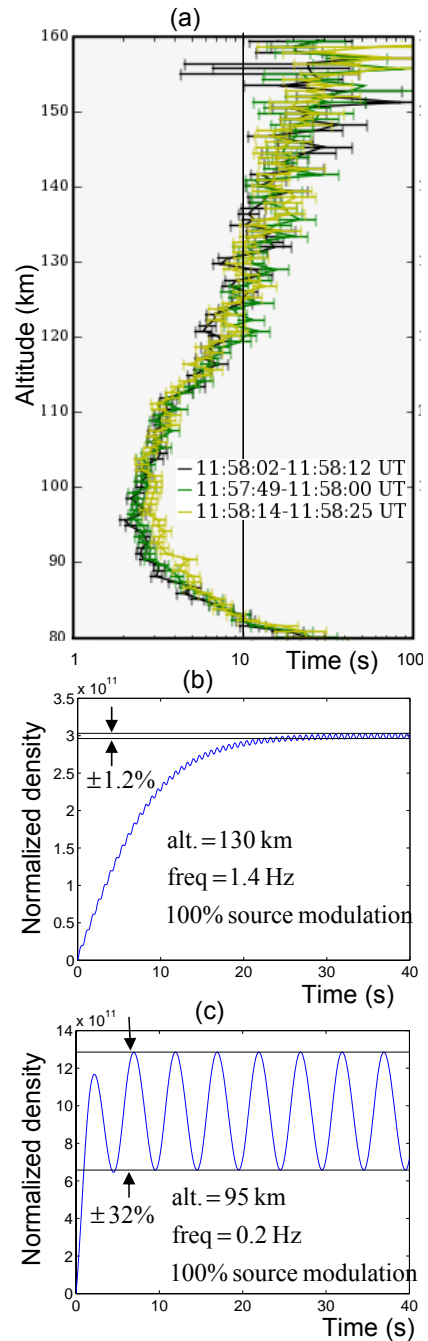 (a)
160
150
140
130
120
110
100
90
80
Altitude (km)
11:58:02-11:58:12 UT
11:57:49-11:58:00 UT
11:58:14-11:58:25 UT
1 10 100
Time (s)
(b)
x 10^11
3.5
3.0
2.5
2
1.5
1
0.5
0
Normalized density
±1.2%
alt. = 130 km
freq = 1.4 Hz
100% source modulation
0 10 20 30 40
Time (s)
(c)
x 10^11
14
12
10
8
6
4
2
0
Normalized density
±32%
alt. = 95 km
freq = 0.2 Hz
100% source modulation
0 10 20 30 40
Time (s)